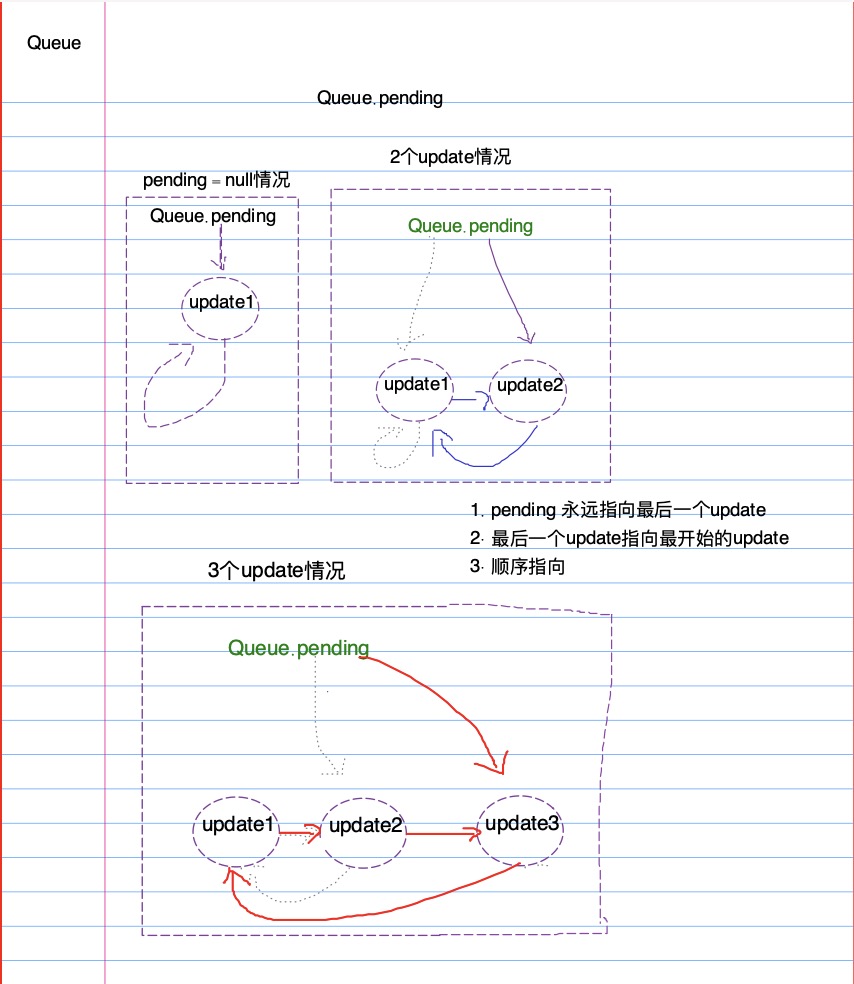 Queue
Queue.pending
2个update情况
pending = null情况
Queue.pending
Queue.pending
update1
update1
update2
1. pending 永远指向最后一个update
2. 最后一个update指向最开始的update
3. 顺序指向
3个update情况
Queue.pending
update1
update2
update3